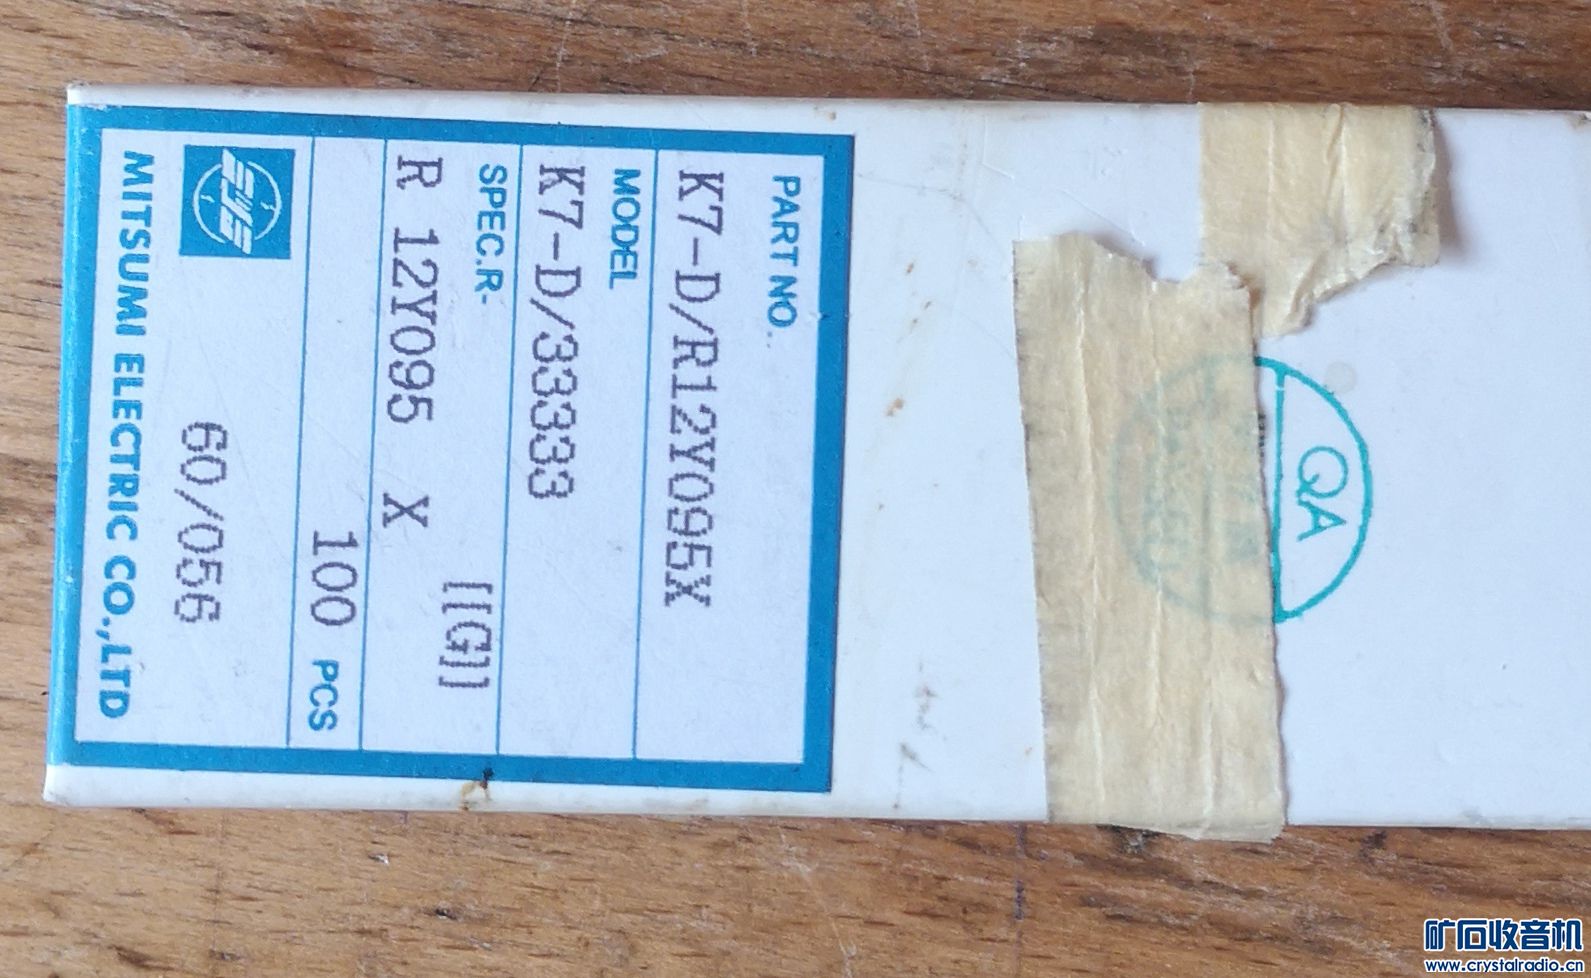 PART NO.
K7-D/R12Y095X
MODEL
K7-D/33333
SPEC.R-
[[G]]
R 12Y095 X
100 PCS
60/056
MITSUMI ELECTRIC CO.,LTD
QA
矿石收音机
www.crystalradio.cn